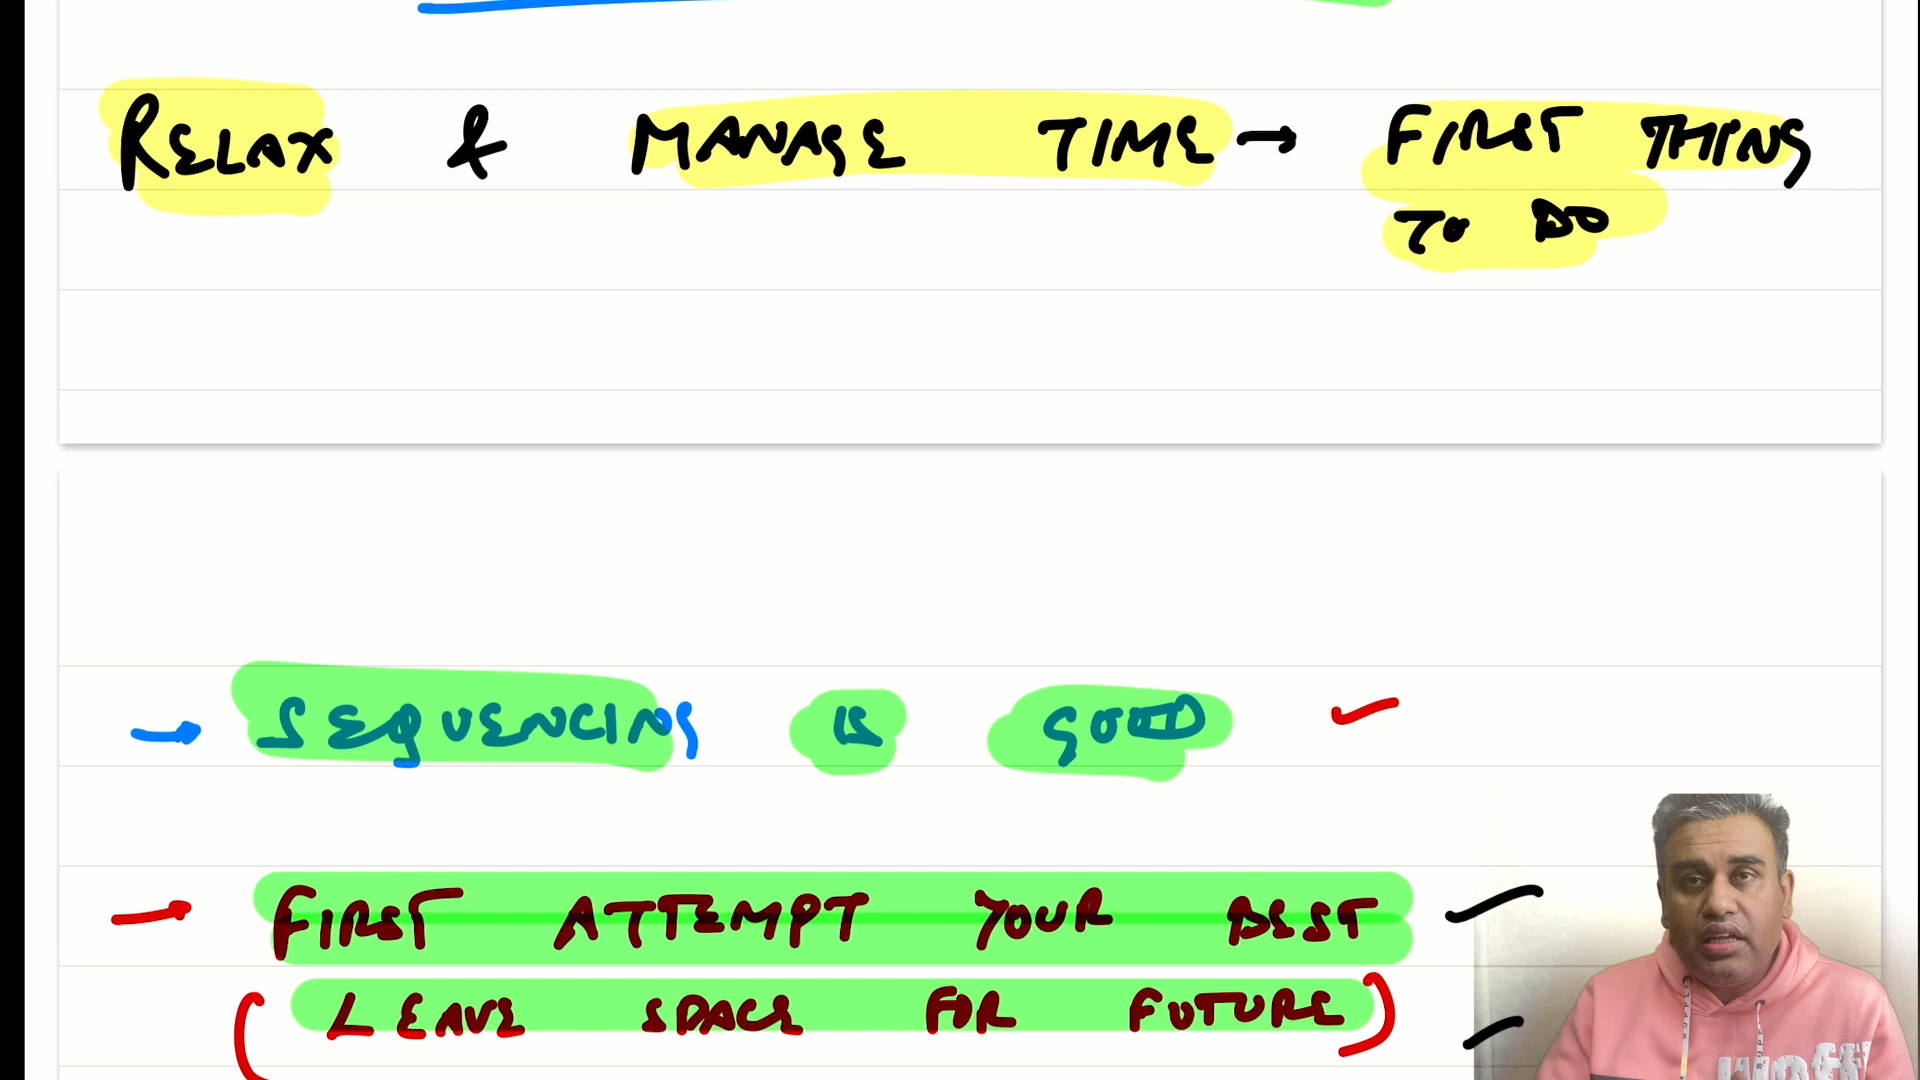 RELAX & MANAGE TIME → FIRST THING
TO DO
→ SEQUENCING IS GOOD ✓
→ FIRST ATTEMPT YOUR BEST
(LEAVE SPACE FOR FUTURE)